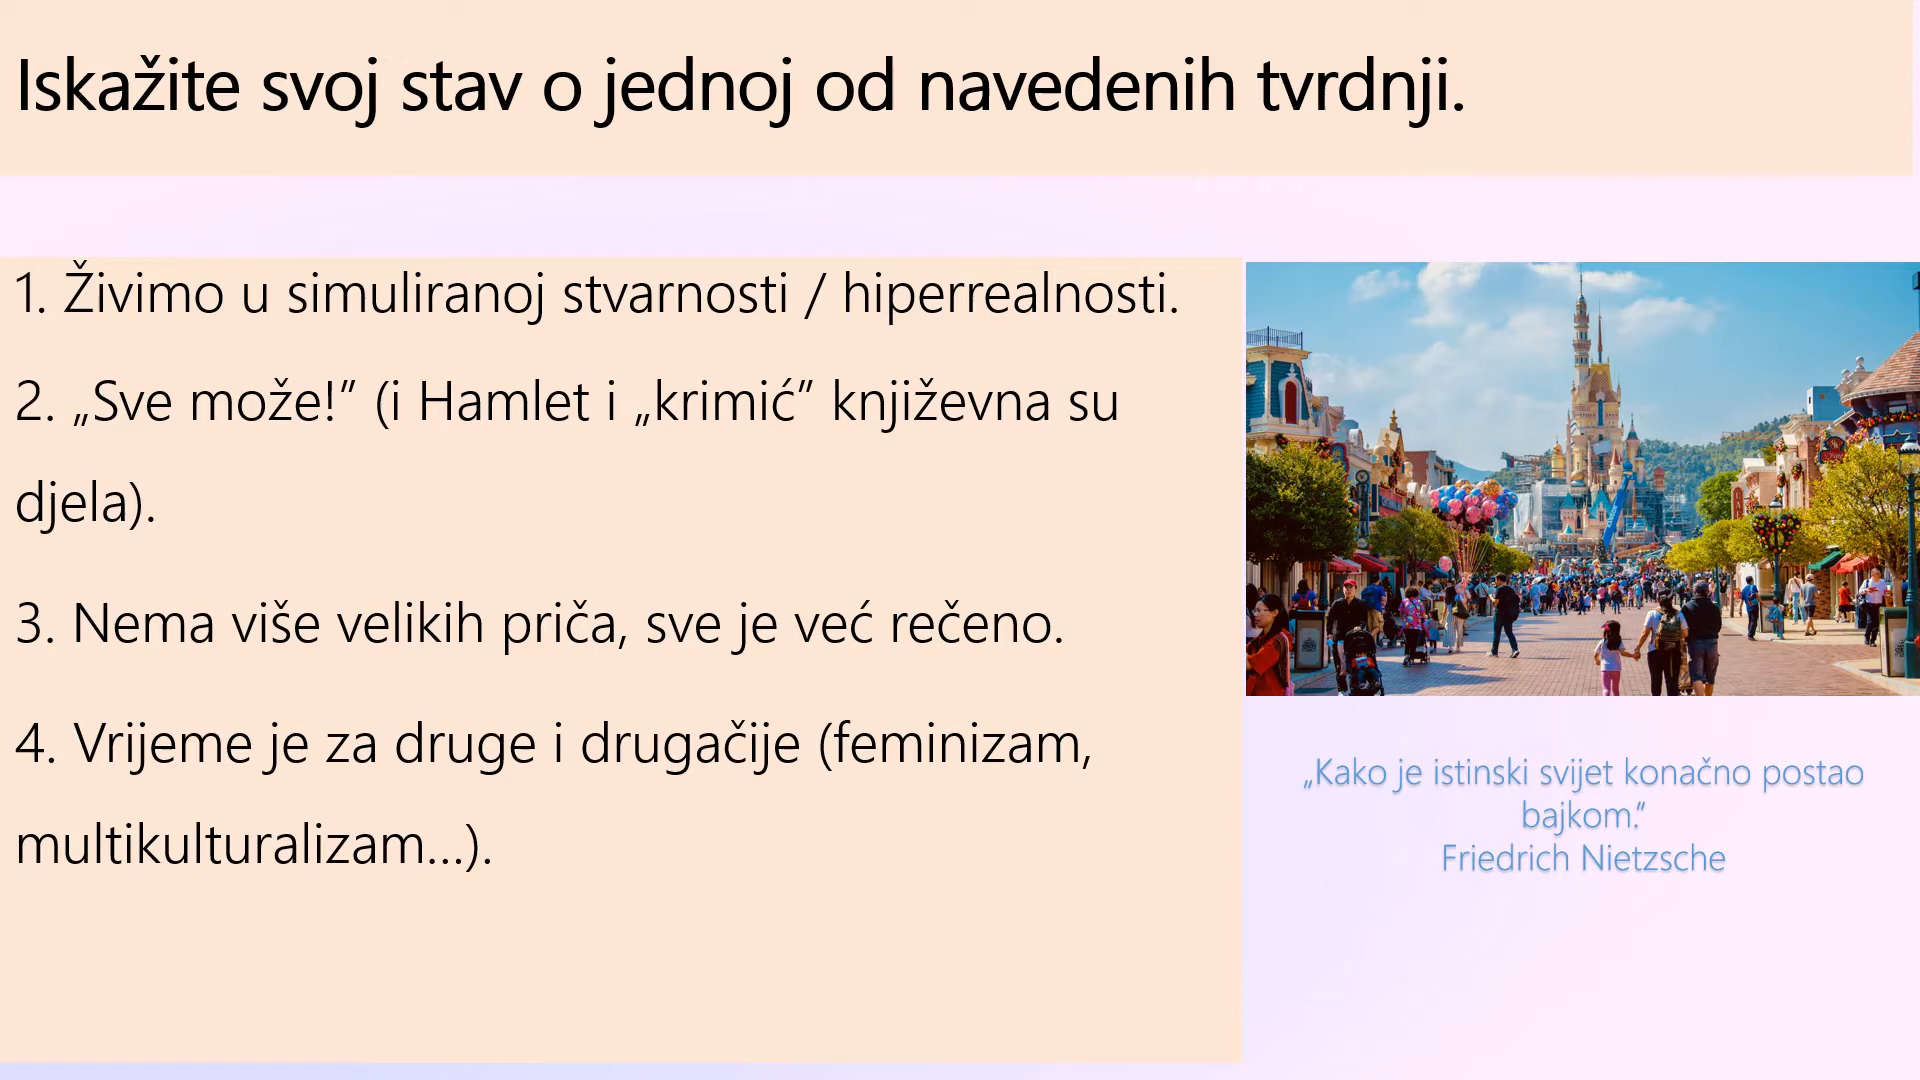 Iskažite svoj stav o jednoj od navedenih tvrdnji.
1. Živimo u simuliranoj stvarnosti / hiperrealnosti.
2. „Sve može!” (i Hamlet i „krimić” književna su
djela).
3. Nema više velikih priča, sve je već rečeno.
4. Vrijeme je za druge i drugačije (feminizam,
multikulturalizam...).
„Kako je istinski svijet konačno postao
bajkom.”
Friedrich Nietzsche